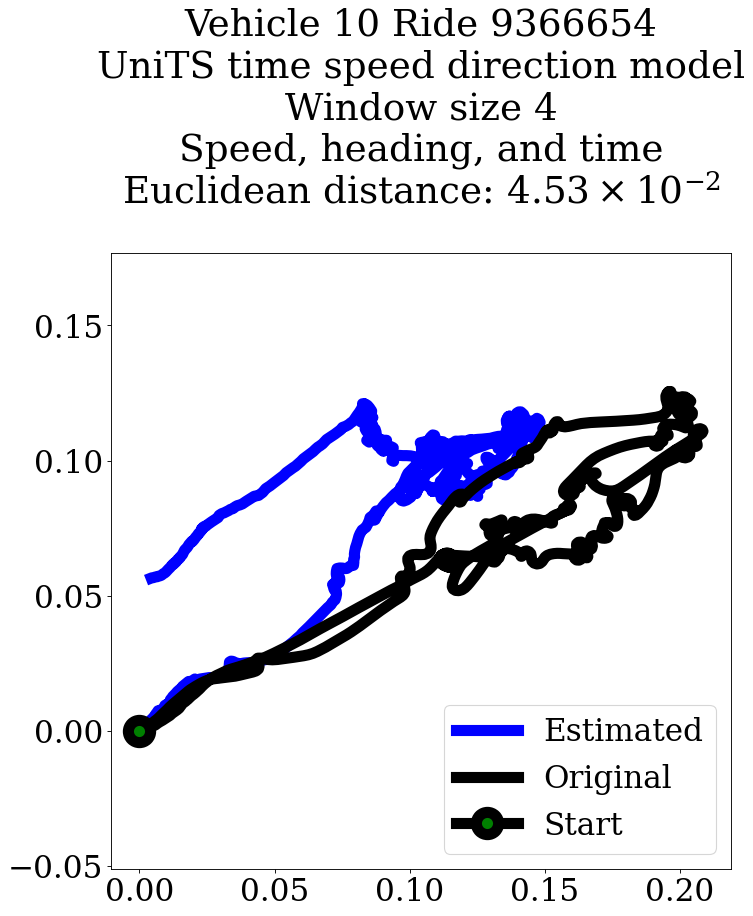 Vehicle 10 Ride 9366654
UniTS time speed direction model
Window size 4
Speed, heading, and time
Euclidean distance: 4.53 × 10⁻²
0.15
0.10
0.05
0.00
−0.05
0.00 0.05 0.10 0.15 0.20
Estimated
Original
Start